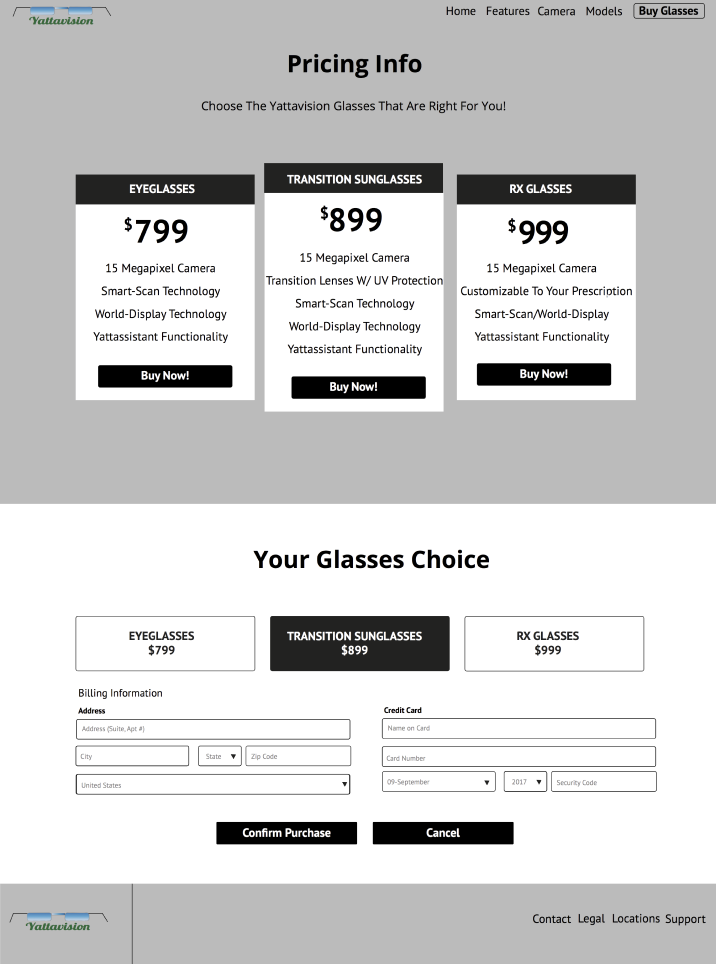 Yattavision
Home Features Camera Models Buy Glasses
Pricing Info
Choose The Yattavision Glasses That Are Right For You!
EYEGLASSES
$799
15 Megapixel Camera
Smart-Scan Technology
World-Display Technology
Yattassistant Functionality
Buy Now!
TRANSITION SUNGLASSES
$899
15 Megapixel Camera
Transition Lenses W/ UV Protection
Smart-Scan Technology
World-Display Technology
Yattassistant Functionality
Buy Now!
RX GLASSES
$999
15 Megapixel Camera
Customizable To Your Prescription
Smart-Scan/World-Display
Yattassistant Functionality
Buy Now!
Your Glasses Choice
EYEGLASSES
$799
TRANSITION SUNGLASSES
$899
RX GLASSES
$999
Billing Information
Address
Address (Suite, Apt #)
City State Zip Code
United States
Credit Card
Name on Card
Card Number
09-September 2017 Security Code
Confirm Purchase Cancel
Yattavision
Contact Legal Locations Support